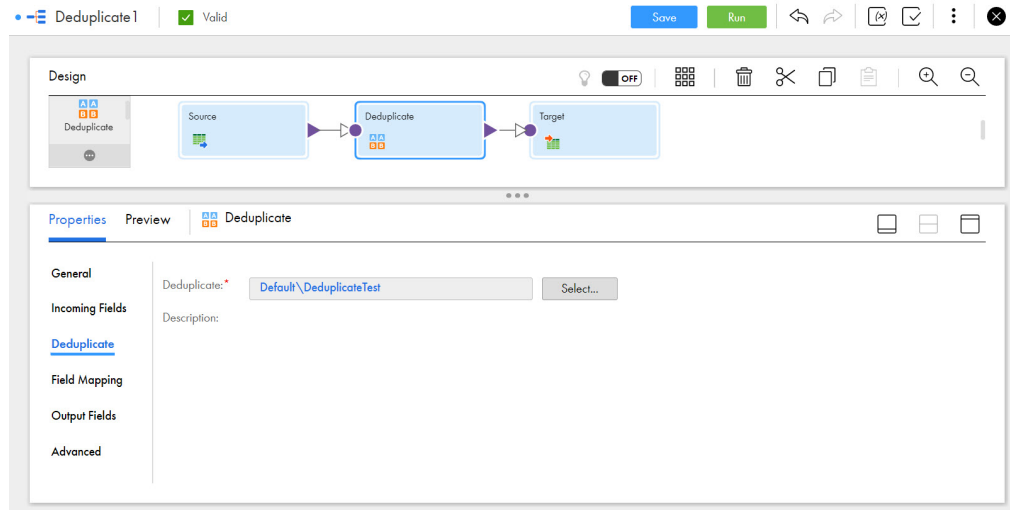 Deduplicate1
Valid
Save
Run
Design
OFF
A A
B B
Deduplicate
Source
Deduplicate
A A
B B
Target
Properties
Preview
A A
B B
Deduplicate
General
Incoming Fields
Deduplicate
Field Mapping
Output Fields
Advanced
Deduplicate:*
Default\DeduplicateTest
Select...
Description: